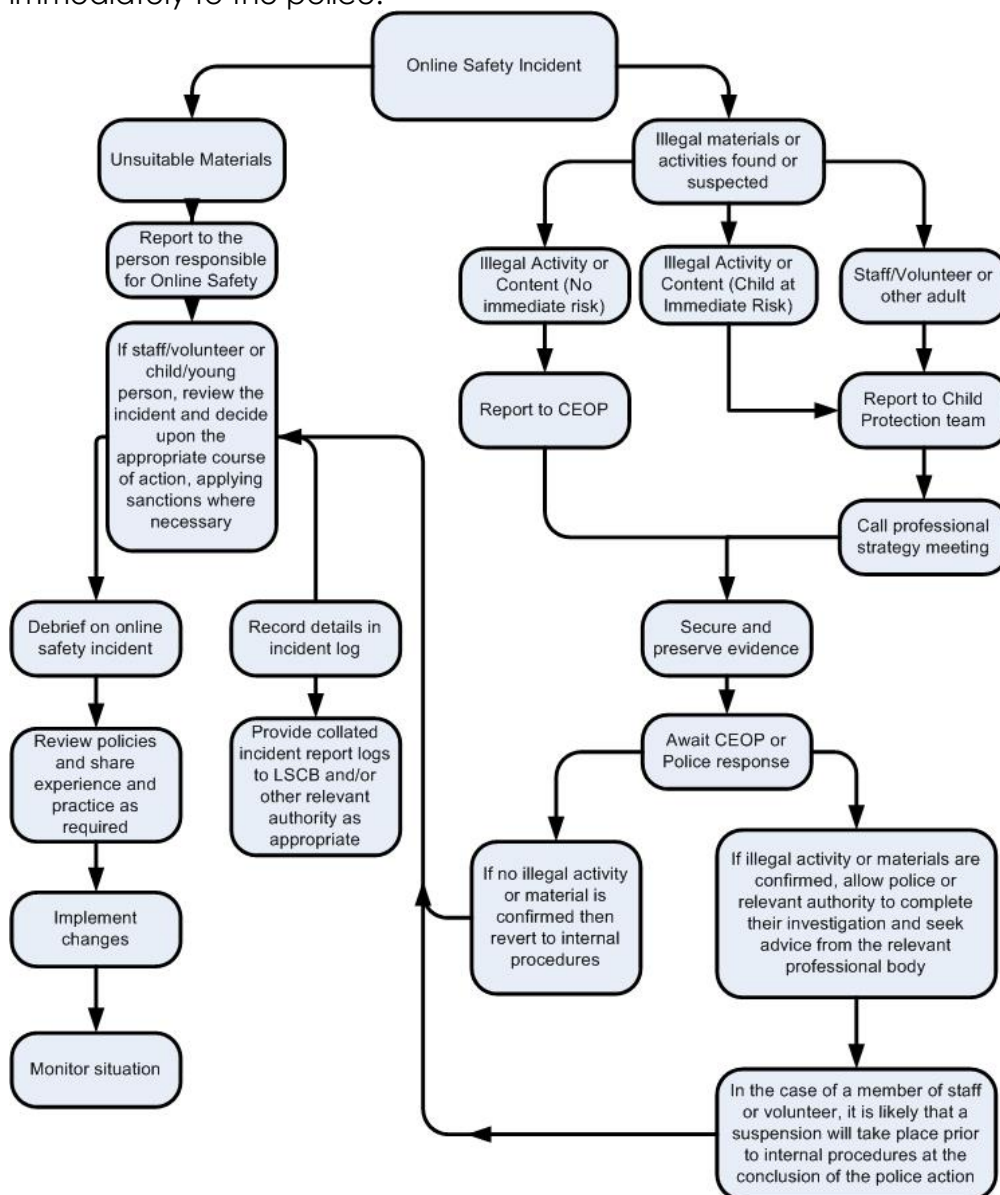 immediately to the police.
Online Safety Incident
Unsuitable Materials
Report to the
person responsible
for Online Safety
If staff/volunteer or
child/young
person, review the
incident and decide
upon the
appropriate course
of action, applying
sanctions where
necessary
Debrief on online
safety incident
Review policies
and share
experience and
practice as
required
Implement
changes
Monitor situation
Record details in
incident log
Provide collated
incident report logs
to LSCB and/or
other relevant
authority as
appropriate
Illegal materials or
activities found or
suspected
Illegal Activity or
Content (No
immediate risk)
Illegal Activity or
Content (Child at
Immediate Risk)
Staff/Volunteer or
other adult
Report to CEOP
Report to Child
Protection team
Call professional
strategy meeting
Secure and
preserve evidence
Await CEOP or
Police response
If no illegal activity
or material is
confirmed then
revert to internal
procedures
If illegal activity or materials are
confirmed, allow police or
relevant authority to complete
their investigation and seek
advice from the relevant
professional body
In the case of a member of staff
or volunteer, it is likely that a
suspension will take place prior
to internal procedures at the
conclusion of the police action